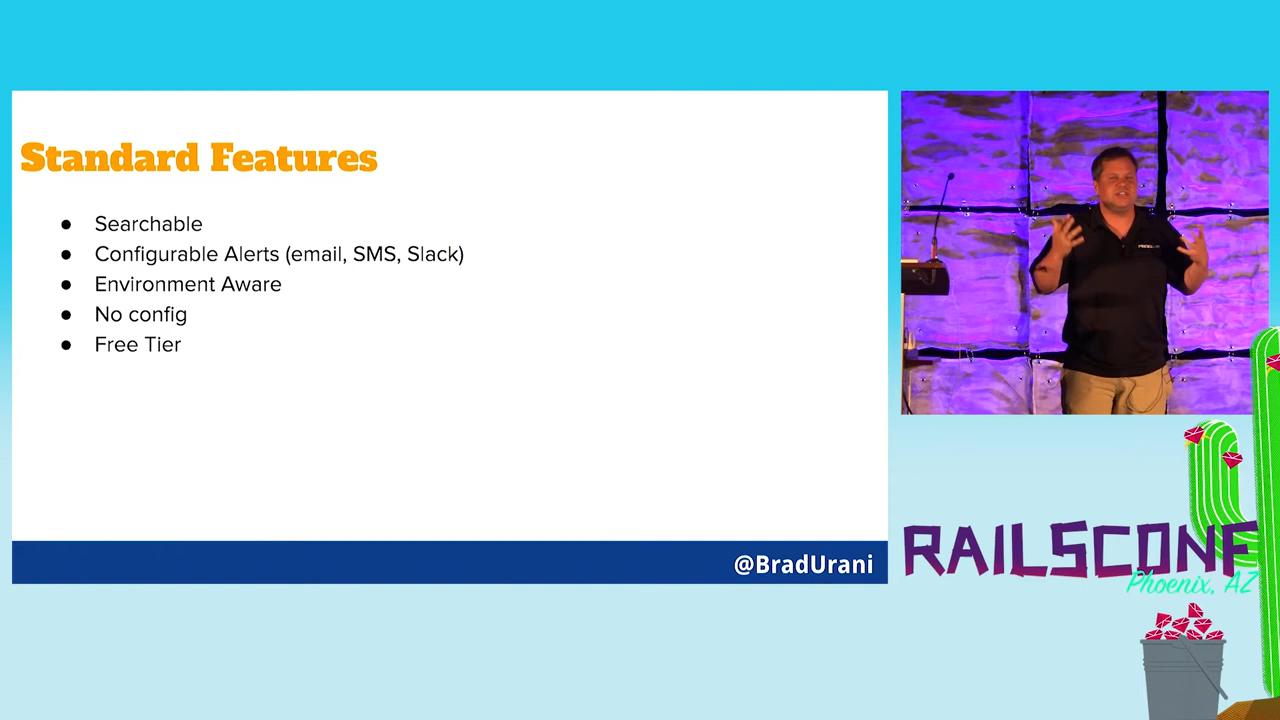 Standard Features
● Searchable
● Configurable Alerts (email, SMS, Slack)
● Environment Aware
● No config
● Free Tier
@BradUrani
RAILSCONF
Phoenix, AZ